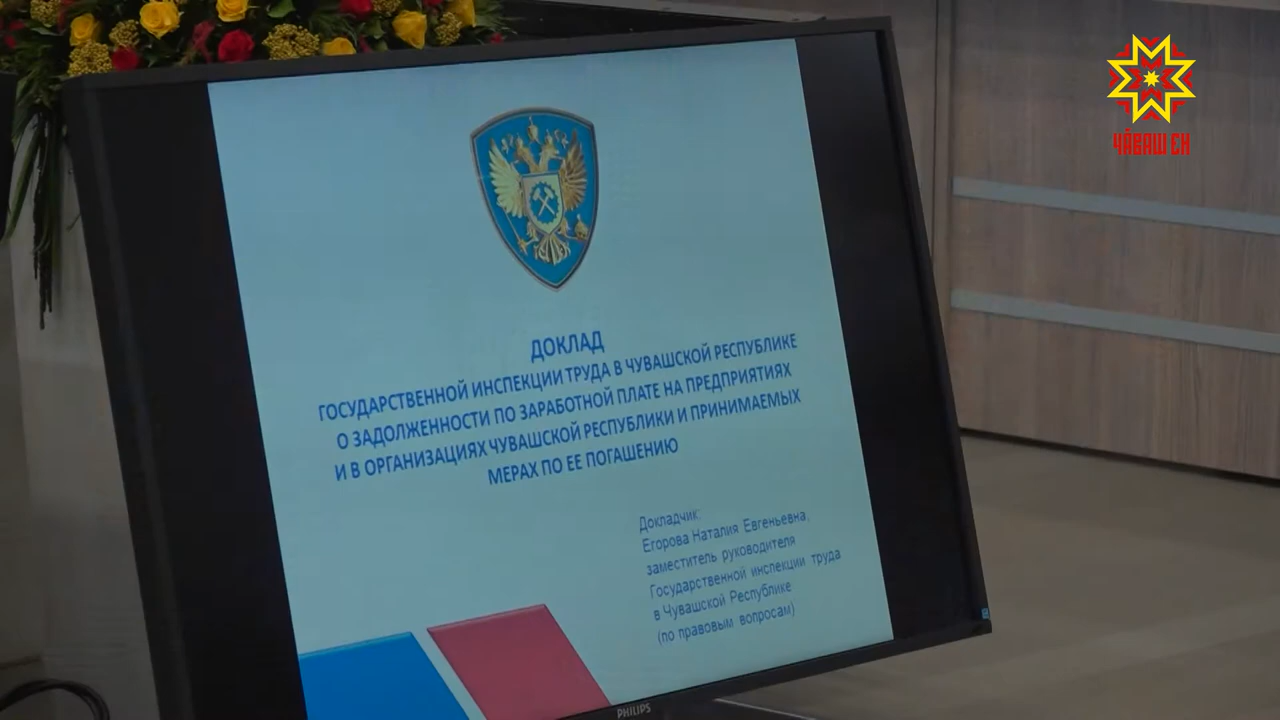 ЧӐВАШ ЕН
ДОКЛАД
ГОСУДАРСТВЕННОЙ ИНСПЕКЦИИ ТРУДА В ЧУВАШСКОЙ РЕСПУБЛИКЕ
О ЗАДОЛЖЕННОСТИ ПО ЗАРАБОТНОЙ ПЛАТЕ НА ПРЕДПРИЯТИЯХ
И В ОРГАНИЗАЦИЯХ ЧУВАШСКОЙ РЕСПУБЛИКИ И ПРИНИМАЕМЫХ
МЕРАХ ПО ЕЕ ПОГАШЕНИЮ
Докладчик:
Егорова Наталия Евгеньевна,
заместитель руководителя
Государственной инспекции труда
в Чувашской Республике
(по правовым вопросам)
PHILIPS